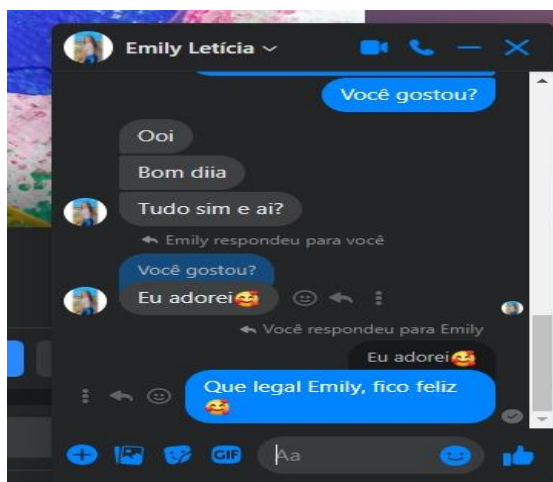 Emily Letícia
Você gostou?
Ooi
Bom diia
Tudo sim e ai?
Emily respondeu para você
Você gostou?
Eu adorei🥰
Você respondeu para Emily
Eu adorei🥰
Que legal Emily, fico feliz
🥰
GIF
Aa